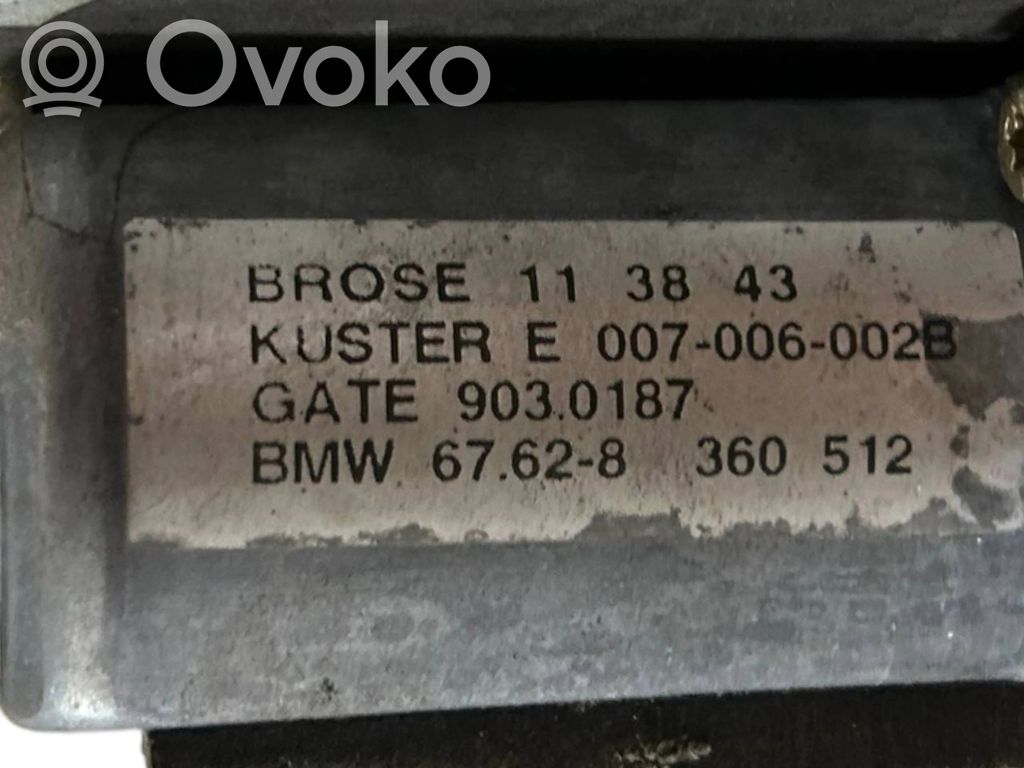 Ovoko
BROSE 11 38 43
KUSTER E 007-006-002B
GATE 903.0187
BMW 67.62-8 360 512